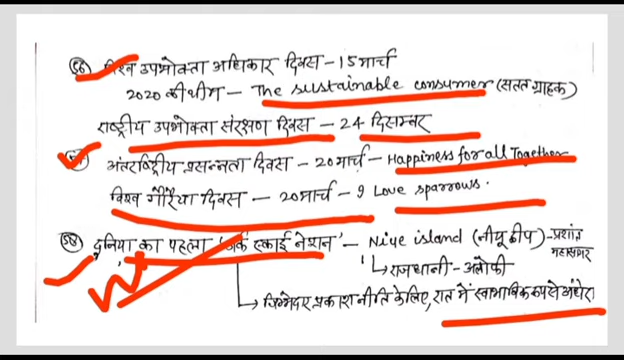 56 विश्व उपभोक्ता अधिकार दिवस - 15 मार्च
2020 की थीम - The sustainable consumer (सतत ग्राहक)
राष्ट्रीय उपभोक्ता संरक्षण दिवस - 24 दिसम्बर
अंतर्राष्ट्रीय प्रसन्नता दिवस - 20 मार्च - Happiness for all Together
विश्व गौरैया दिवस - 20 मार्च - I Love sparrows.
58 दुनिया का पहला 'डार्क स्काई नेशन' - Niue island (नीयू द्वीप) - प्रशांत
महासागर
राजधानी - अलोफी
जिम्मेदार प्रकाश नीति के लिए, रात में स्वाभाविक रूप से अंधेरा